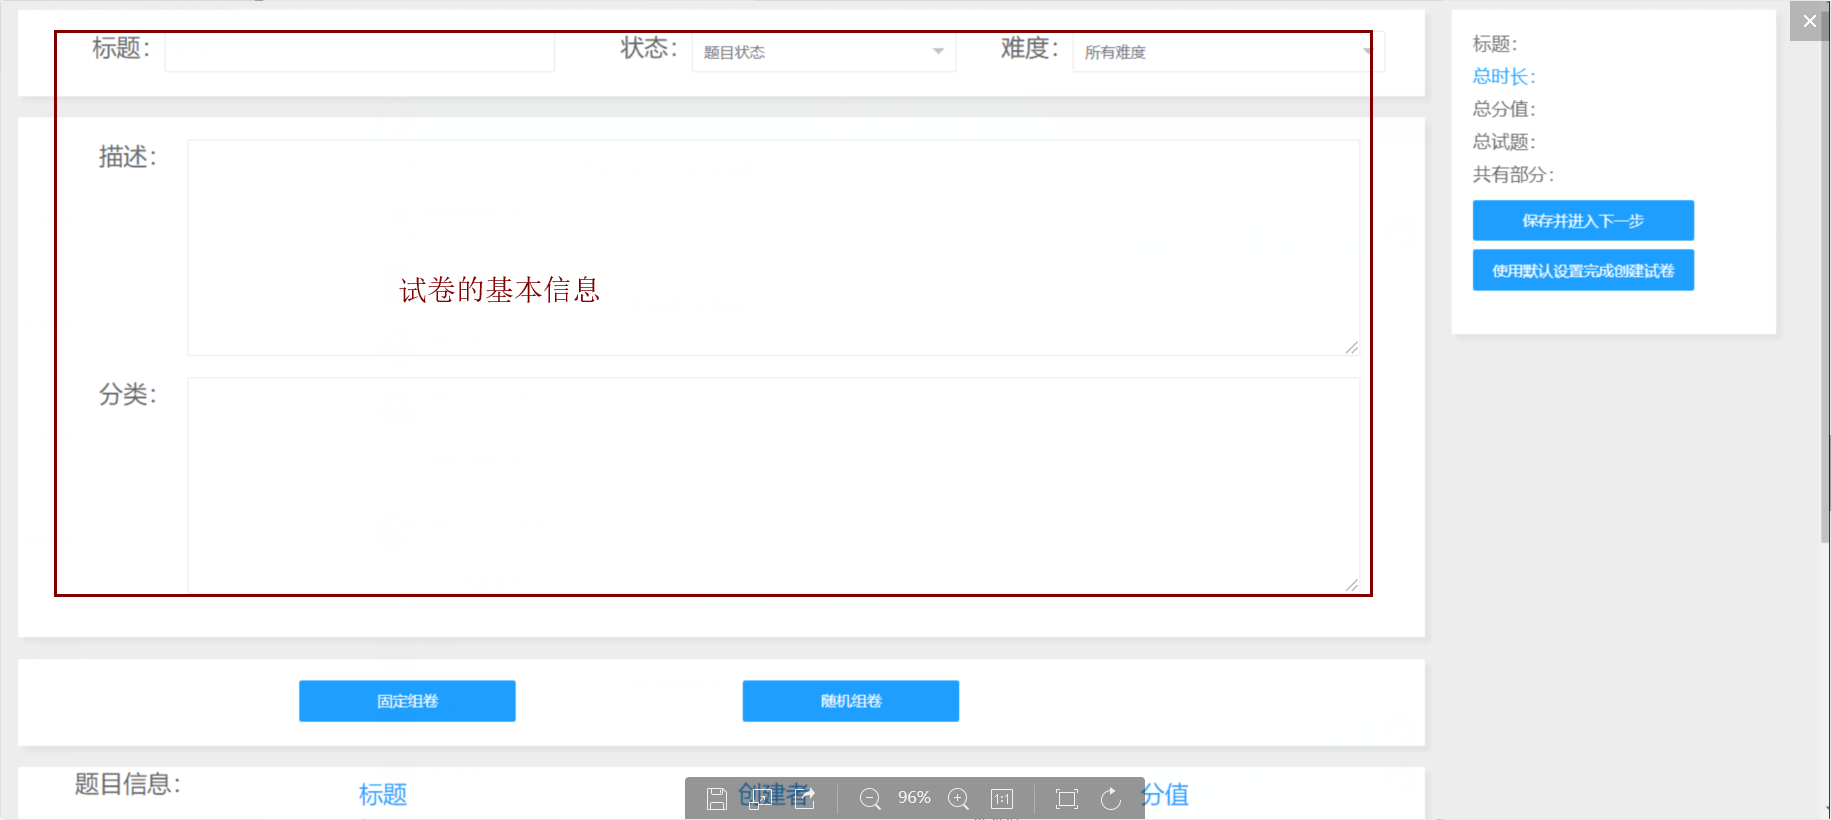 标题： 状态： 题目状态 难度： 所有难度
描述：
试卷的基本信息
分类：
固定组卷 随机组卷
题目信息： 标题 创建者 分值
96% 1:1
标题：
总时长：
总分值：
总试题：
共有部分：
保存并进入下一步
使用默认设置完成创建试卷